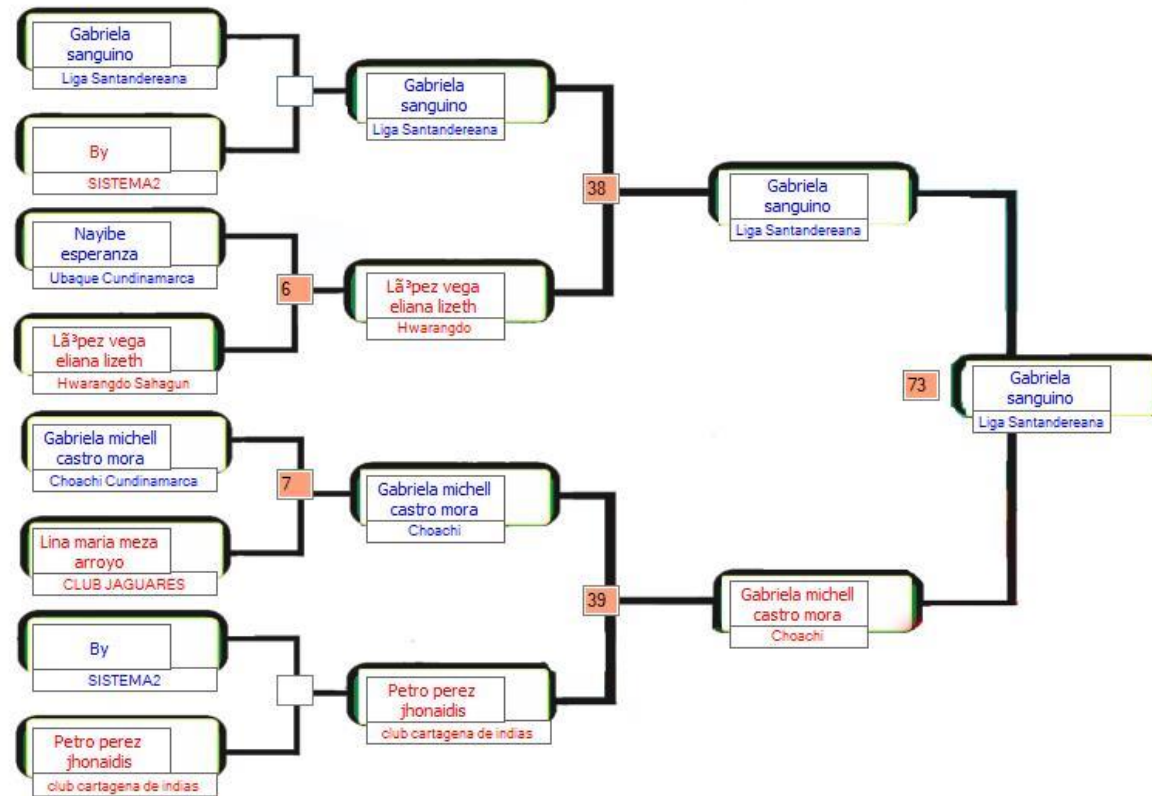 Gabriela
sanguino
Liga Santandereana
By
SISTEMA2
Nayibe
esperanza
Ubaque Cundinamarca
6
Lã³pez vega
eliana lizeth
Hwarangdo Sahagun
Gabriela michell
castro mora
Choachi Cundinamarca
7
Lina maria meza
arroyo
CLUB JAGUARES
By
SISTEMA2
Petro perez
jhonaidis
club cartagena de indias
Gabriela
sanguino
Liga Santandereana
38
Lã³pez vega
eliana lizeth
Hwarangdo
Gabriela michell
castro mora
Choachi
39
Petro perez
jhonaidis
club cartagena de indias
Gabriela
sanguino
Liga Santandereana
73
Gabriela michell
castro mora
Choachi
Gabriela
sanguino
Liga Santandereana